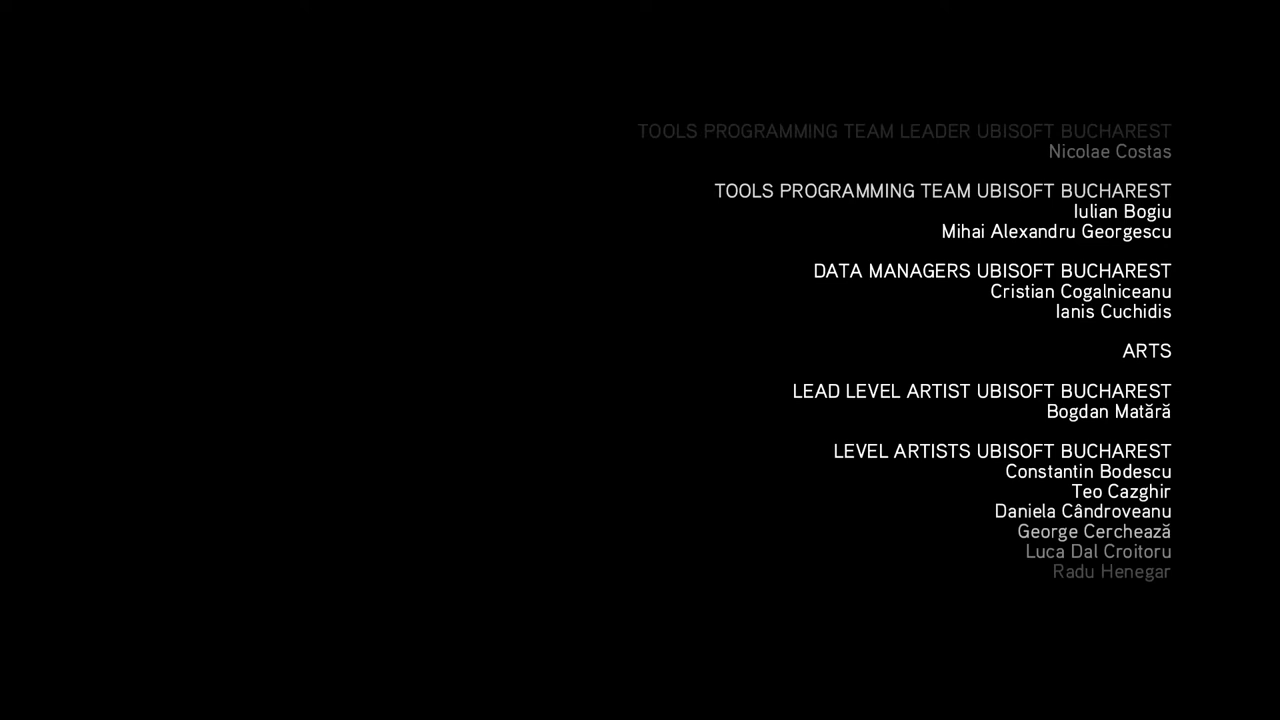 TOOLS PROGRAMMING TEAM LEADER UBISOFT BUCHAREST
Nicolae Costas
TOOLS PROGRAMMING TEAM UBISOFT BUCHAREST
Iulian Bogiu
Mihai Alexandru Georgescu
DATA MANAGERS UBISOFT BUCHAREST
Cristian Cogalniceanu
Ianis Cuchidis
ARTS
LEAD LEVEL ARTIST UBISOFT BUCHAREST
Bogdan Matără
LEVEL ARTISTS UBISOFT BUCHAREST
Constantin Bodescu
Teo Cazghir
Daniela Cândroveanu
George Cerchează
Luca Dal Croitoru
Radu Henegar